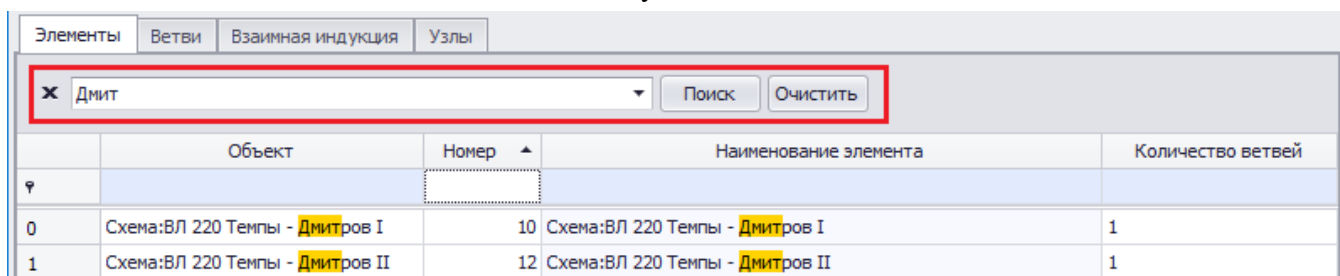 Элементы Ветви Взаимная индукция Узлы
Дмит Поиск Очистить
Объект Номер Наименование элемента Количество ветвей
0 Схема:ВЛ 220 Темпы - Дмитров I 10 Схема:ВЛ 220 Темпы - Дмитров I 1
1 Схема:ВЛ 220 Темпы - Дмитров II 12 Схема:ВЛ 220 Темпы - Дмитров II 1